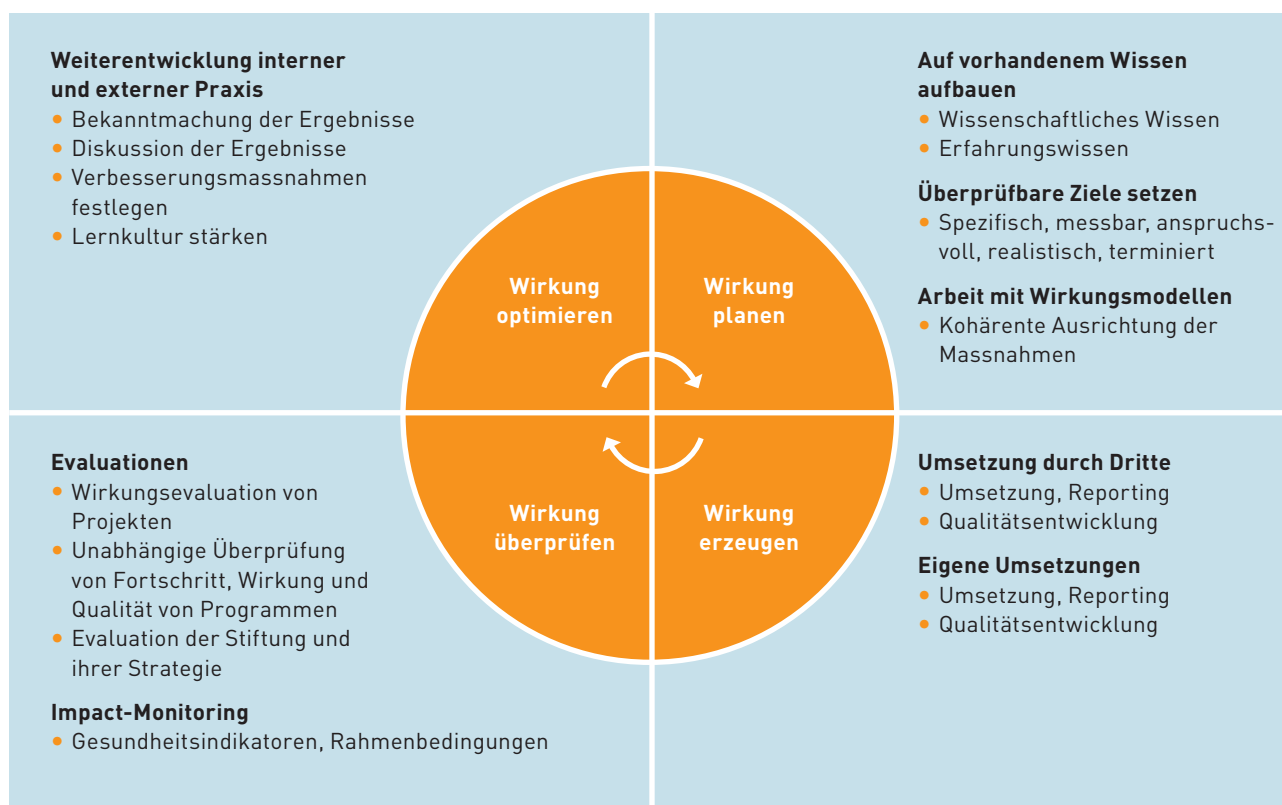 Weiterentwicklung interner
und externer Praxis
• Bekanntmachung der Ergebnisse
• Diskussion der Ergebnisse
• Verbesserungsmassnahmen
festlegen
• Lernkultur stärken
Auf vorhandenem Wissen
aufbauen
• Wissenschaftliches Wissen
• Erfahrungswissen
Überprüfbare Ziele setzen
• Spezifisch, messbar, anspruchs-
voll, realistisch, terminiert
Arbeit mit Wirkungsmodellen
• Kohärente Ausrichtung der
Massnahmen
Wirkung
optimieren
Wirkung
planen
Wirkung
überprüfen
Wirkung
erzeugen
Evaluationen
• Wirkungsevaluation von
Projekten
• Unabhängige Überprüfung
von Fortschritt, Wirkung und
Qualität von Programmen
• Evaluation der Stiftung und
ihrer Strategie
Impact-Monitoring
• Gesundheitsindikatoren, Rahmenbedingungen
Umsetzung durch Dritte
• Umsetzung, Reporting
• Qualitätsentwicklung
Eigene Umsetzungen
• Umsetzung, Reporting
• Qualitätsentwicklung